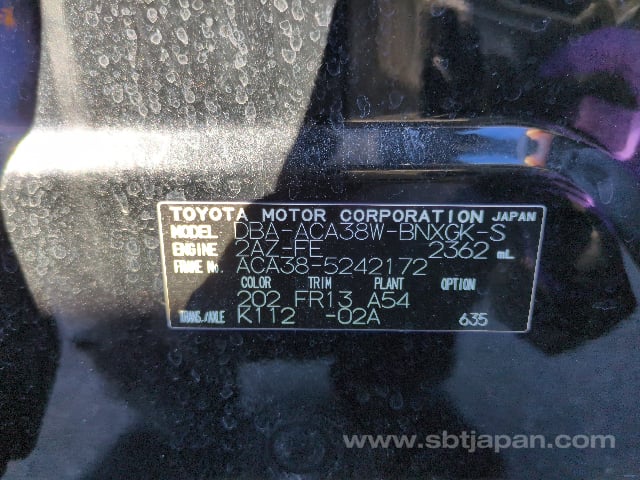 TOYOTA MOTOR CORPORATION JAPAN
MODEL DBA-ACA38W-BNXGK-S
ENGINE 2AZ-FE 2362 mL
FRAME No. ACA38-5242172
COLOR TRIM PLANT OPTION
202 FR13 A54
TRANS./AXLE K112 -02A 635
www.sbtjapan.com